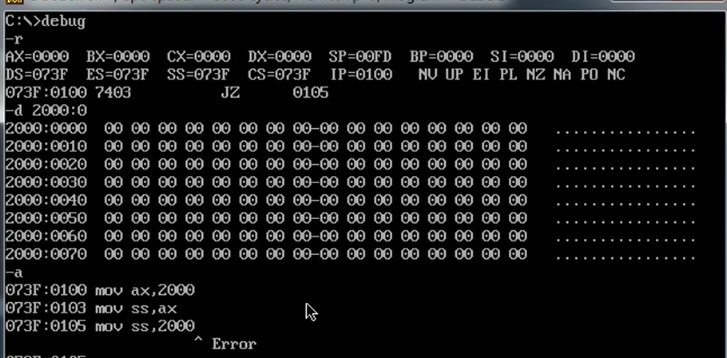 C:\>debug
-r
AX=0000 BX=0000 CX=0000 DX=0000 SP=00FD BP=0000 SI=0000 DI=0000
DS=073F ES=073F SS=073F CS=073F IP=0100 NV UP EI PL NZ NA PO NC
073F:0100 7403 JZ 0105
-d 2000:0
2000:0000 00 00 00 00 00 00 00 00-00 00 00 00 00 00 00 00 ................
2000:0010 00 00 00 00 00 00 00 00-00 00 00 00 00 00 00 00 ................
2000:0020 00 00 00 00 00 00 00 00-00 00 00 00 00 00 00 00 ................
2000:0030 00 00 00 00 00 00 00 00-00 00 00 00 00 00 00 00 ................
2000:0040 00 00 00 00 00 00 00 00-00 00 00 00 00 00 00 00 ................
2000:0050 00 00 00 00 00 00 00 00-00 00 00 00 00 00 00 00 ................
2000:0060 00 00 00 00 00 00 00 00-00 00 00 00 00 00 00 00 ................
2000:0070 00 00 00 00 00 00 00 00-00 00 00 00 00 00 00 00 ................
-a
073F:0100 mov ax,2000
073F:0103 mov ss,ax
073F:0105 mov ss,2000
^ Error